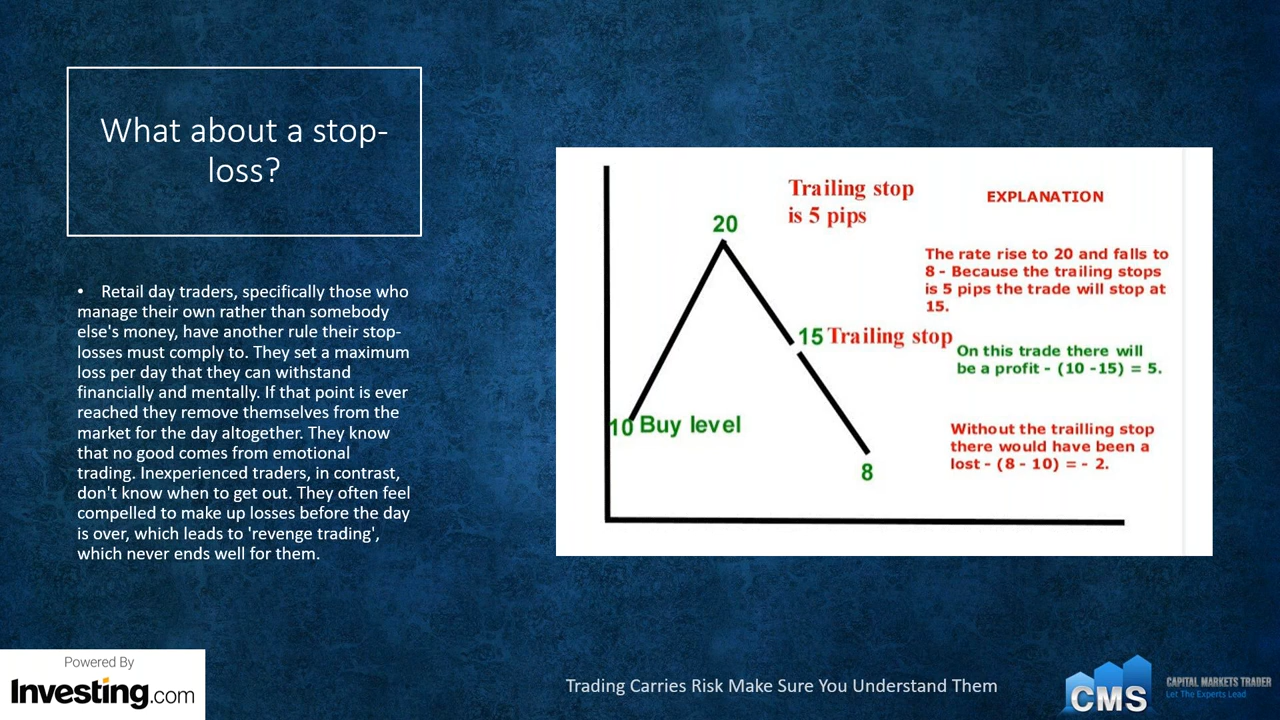 What about a stop-
loss?
• Retail day traders, specifically those who
manage their own rather than somebody
else's money, have another rule their stop-
losses must comply to. They set a maximum
loss per day that they can withstand
financially and mentally. If that point is ever
reached they remove themselves from the
market for the day altogether. They know
that no good comes from emotional
trading. Inexperienced traders, in contrast,
don't know when to get out. They often feel
compelled to make up losses before the day
is over, which leads to 'revenge trading',
which never ends well for them.
Trailing stop
is 5 pips
20
15 Trailing stop
10 Buy level
8
EXPLANATION
The rate rise to 20 and falls to
8 - Because the trailing stops
is 5 pips the trade will stop at
15.
On this trade there will
be a profit - (10 -15) = 5.
Without the trailling stop
there would have been a
lost - (8 - 10) = - 2.
Powered By
Investing.com
Trading Carries Risk Make Sure You Understand Them
CMS
CAPITAL MARKETS TRADER
Let The Experts Lead